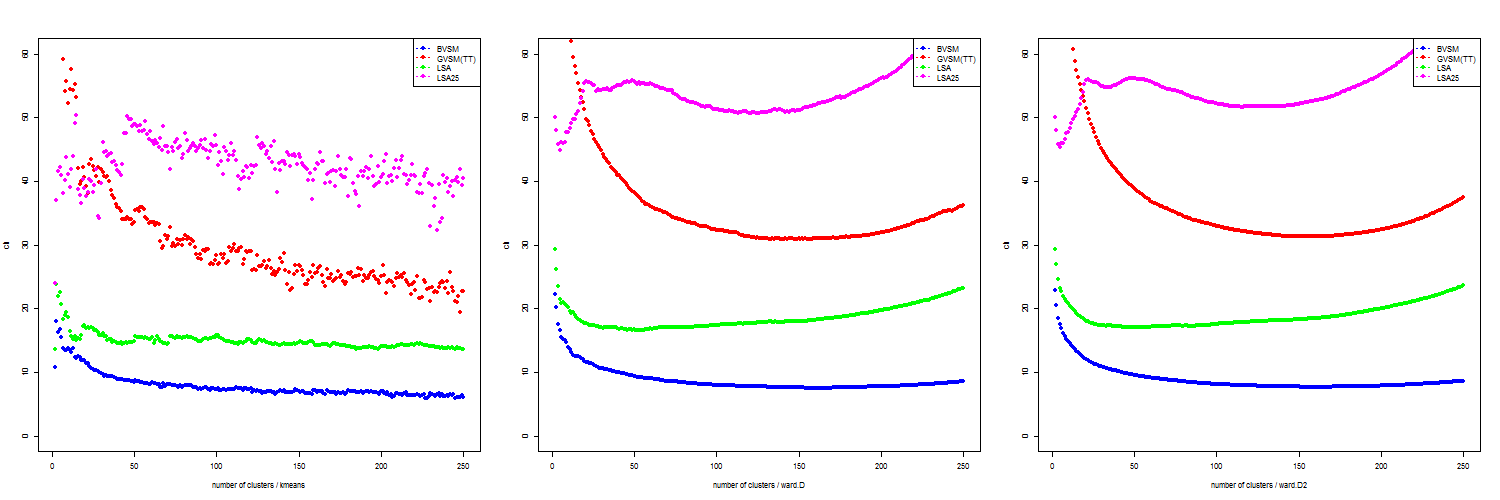 BVSM
GVSM(TT)
LSA
LSA25
60
50
40
30
20
10
0
ch
0 50 100 150 200 250
number of clusters / kmeans
BVSM
GVSM(TT)
LSA
LSA25
60
50
40
30
20
10
0
ch
0 50 100 150 200 250
number of clusters / ward.D
BVSM
GVSM(TT)
LSA
LSA25
60
50
40
30
20
10
0
ch
0 50 100 150 200 250
number of clusters / ward.D2